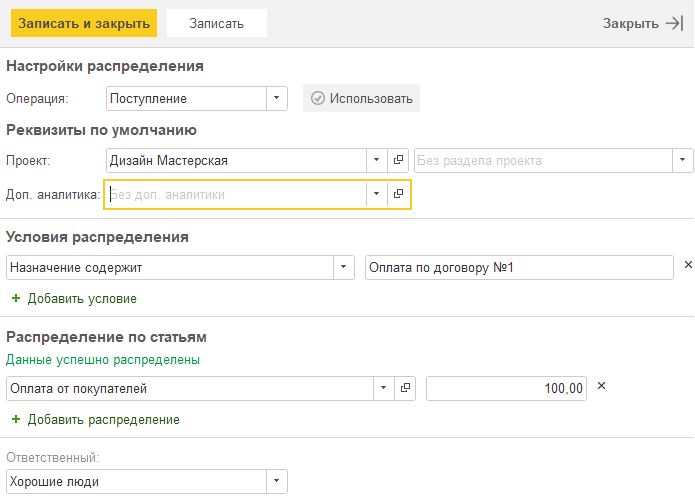 Записать и закрыть Записать Закрыть
Настройки распределения
Операция: Поступление Использовать
Реквизиты по умолчанию
Проект: Дизайн Мастерская Без раздела проекта
Доп. аналитика: Без доп. аналитики
Условия распределения
Назначение содержит Оплата по договору №1
Добавить условие
Распределение по статьям
Данные успешно распределены
Оплата от покупателей 100,00
Добавить распределение
Ответственный:
Хорошие люди